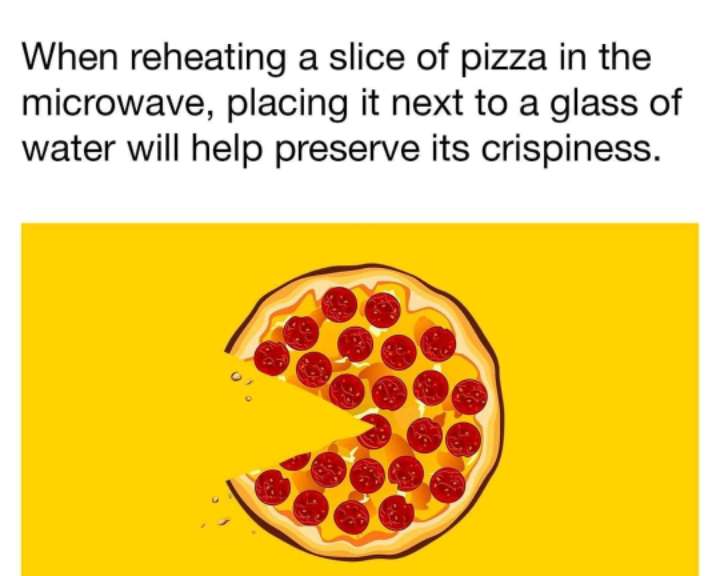 When reheating a slice of pizza in the
microwave, placing it next to a glass of
water will help preserve its crispiness.